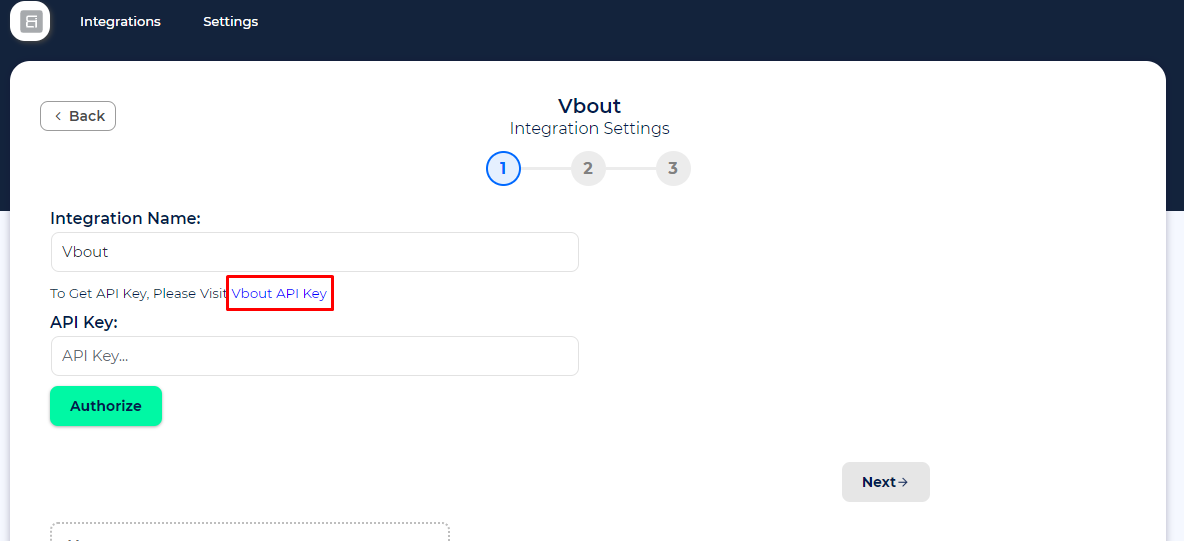 Integrations Settings
Back
Vbout
Integration Settings
1 2 3
Integration Name:
Vbout
To Get API Key, Please Visit Vbout API Key
API Key:
API Key...
Authorize
Next